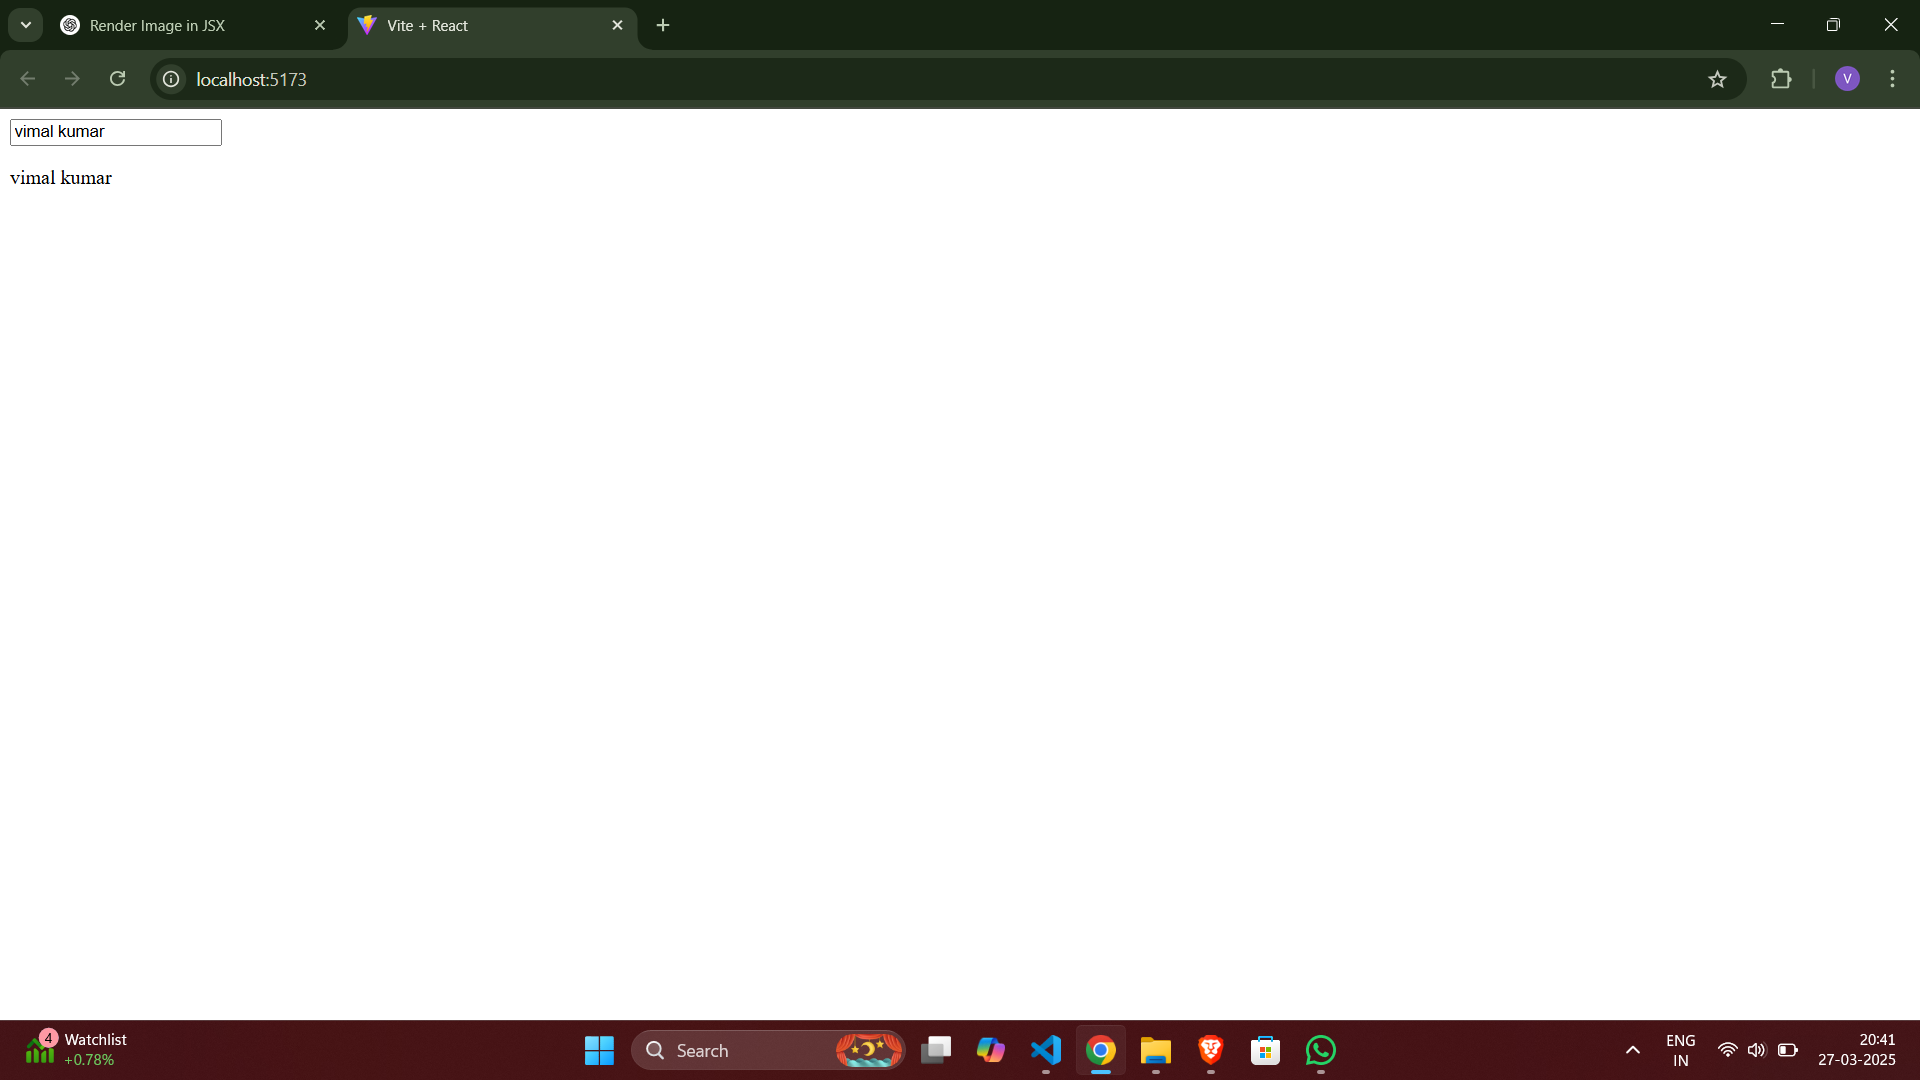 Render Image in JSX
Vite + React
localhost:5173
V
vimal kumar
vimal kumar
4
Watchlist
+0.78%
Search
ENG
IN
20:41
27-03-2025